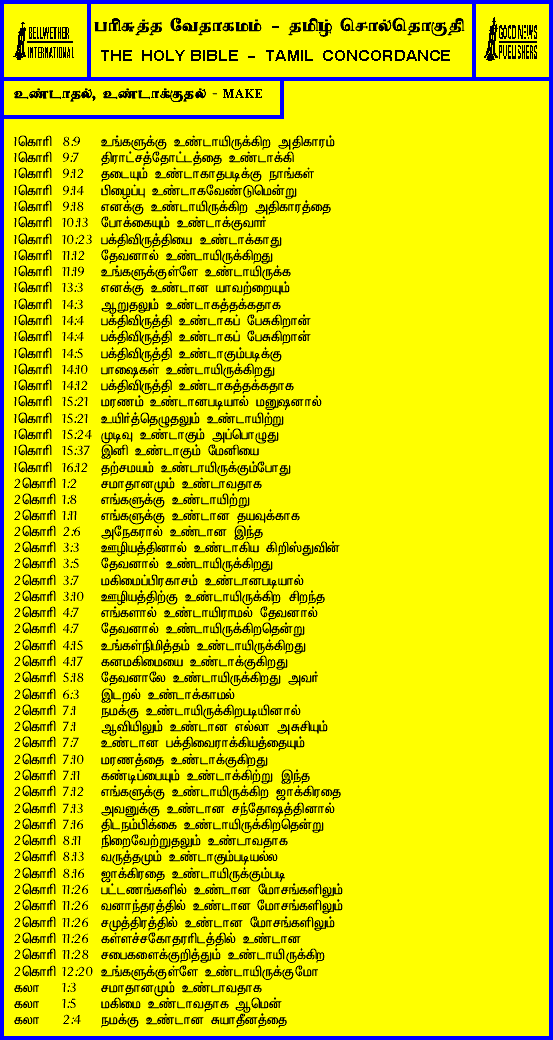 BELLWETHER
INTERNATIONAL
பரிசுத்த வேதாகமம் - தமிழ் சொல்தொகுதி
THE HOLY BIBLE - TAMIL CONCORDANCE
GOOD NEWS
PUBLISHERS
உண்டாதல், உண்டாக்குதல் - MAKE
1கொரி 8:9 உங்களுக்கு உண்டாயிருக்கிற அதிகாரம்
1கொரி 9:7 திராட்சத்தோட்டத்தை உண்டாக்கி
1கொரி 9:12 தடையும் உண்டாகாதபடிக்கு நாங்கள்
1கொரி 9:14 பிழைப்பு உண்டாகவேண்டுமென்று
1கொரி 9:18 எனக்கு உண்டாயிருக்கிற அதிகாரத்தை
1கொரி 10:13 போக்கையும் உண்டாக்குவார்
1கொரி 10:23 பக்திவிருத்தியை உண்டாக்காது
1கொரி 11:12 தேவனால் உண்டாயிருக்கிறது
1கொரி 11:19 உங்களுக்குள்ளே உண்டாயிருக்க
1கொரி 13:3 எனக்கு உண்டான யாவற்றையும்
1கொரி 14:3 ஆறுதலும் உண்டாகத்தக்கதாக
1கொரி 14:4 பக்திவிருத்தி உண்டாகப் பேசுகிறான்
1கொரி 14:4 பக்திவிருத்தி உண்டாகப் பேசுகிறான்
1கொரி 14:5 பக்திவிருத்தி உண்டாகும்படிக்கு
1கொரி 14:10 பாஷைகள் உண்டாயிருக்கிறது
1கொரி 14:12 பக்திவிருத்தி உண்டாகத்தக்கதாக
1கொரி 15:21 மரணம் உண்டானபடியால் மனுஷனால்
1கொரி 15:21 உயிர்த்தெழுதலும் உண்டாயிற்று
1கொரி 15:24 முடிவு உண்டாகும் அப்பொழுது
1கொரி 15:37 இனி உண்டாகும் மேனியை
1கொரி 16:12 தற்சமயம் உண்டாயிருக்கும்போது
2கொரி 1:2 சமாதானமும் உண்டாவதாக
2கொரி 1:8 எங்களுக்கு உண்டாயிற்று
2கொரி 1:11 எங்களுக்கு உண்டான தயவுக்காக
2கொரி 2:6 அநேகரால் உண்டான இந்த
2கொரி 3:3 ஊழியத்தினால் உண்டாகிய கிறிஸ்துவின்
2கொரி 3:5 தேவனால் உண்டாயிருக்கிறது
2கொரி 3:7 மகிமைப்பிரகாசம் உண்டானபடியால்
2கொரி 3:10 ஊழியத்திற்கு உண்டாயிருக்கிற சிறந்த
2கொரி 4:7 எங்களால் உண்டாயிராமல் தேவனால்
2கொரி 4:7 தேவனால் உண்டாயிருக்கிறதென்று
2கொரி 4:15 உங்கள்நிமித்தம் உண்டாயிருக்கிறது
2கொரி 4:17 கனமகிமையை உண்டாக்குகிறது
2கொரி 5:18 தேவனாலே உண்டாயிருக்கிறது அவர்
2கொரி 6:3 இடறல் உண்டாக்காமல்
2கொரி 7:1 நமக்கு உண்டாயிருக்கிறபடியினால்
2கொரி 7:1 ஆவியிலும் உண்டான எல்லா அசுசியும்
2கொரி 7:7 உண்டான பக்திவைராக்கியத்தையும்
2கொரி 7:10 மரணத்தை உண்டாக்குகிறது
2கொரி 7:11 கண்டிப்பையும் உண்டாக்கிற்று இந்த
2கொரி 7:12 எங்களுக்கு உண்டாயிருக்கிற ஜாக்கிரதை
2கொரி 7:13 அவனுக்கு உண்டான சந்தோஷத்தினால்
2கொரி 7:16 திடநம்பிக்கை உண்டாயிருக்கிறதென்று
2கொரி 8:11 நிறைவேற்றுதலும் உண்டாவதாக
2கொரி 8:13 வருத்தமும் உண்டாகும்படியல்ல
2கொரி 8:16 ஜாக்கிரதை உண்டாயிருக்கும்படி
2கொரி 11:26 பட்டணங்களில் உண்டான மோசங்களிலும்
2கொரி 11:26 வனாந்தரத்தில் உண்டான மோசங்களிலும்
2கொரி 11:26 சமுத்திரத்தில் உண்டான மோசங்களிலும்
2கொரி 11:26 கள்ளச்சகோதரரிடத்தில் உண்டான
2கொரி 11:28 சபைகளைக்குறித்தும் உண்டாயிருக்கிற
2கொரி 12:20 உங்களுக்குள்ளே உண்டாயிருக்குமோ
கலா 1:3 சமாதானமும் உண்டாவதாக
கலா 1:5 மகிமை உண்டாவதாக ஆமென்
கலா 2:4 நமக்கு உண்டான சுயாதீனத்தை